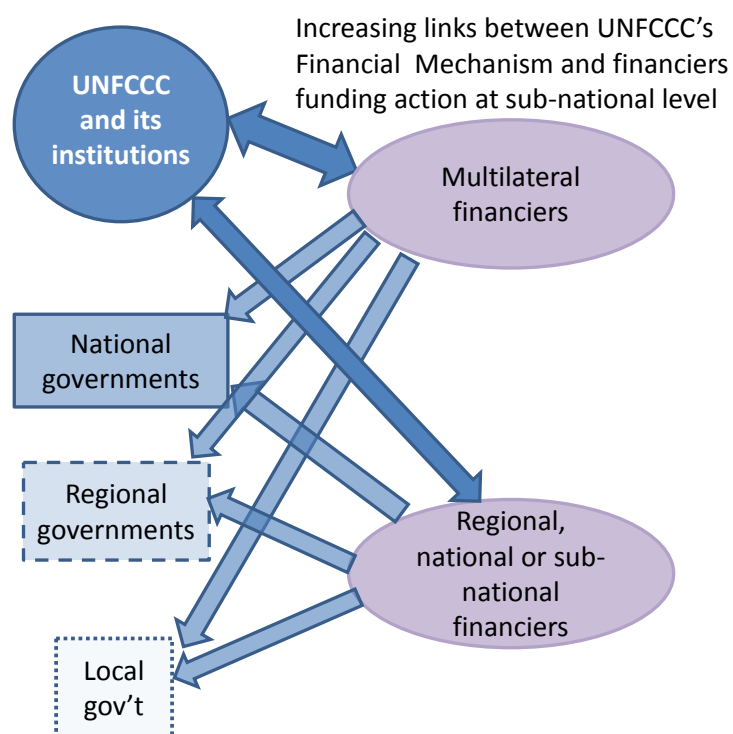 Increasing links between UNFCCC’s
Financial Mechanism and financiers
funding action at sub-national level
UNFCCC
and its
institutions
Multilateral
financiers
National
governments
Regional
governments
Regional,
national or sub-
national
financiers
Local
gov’t